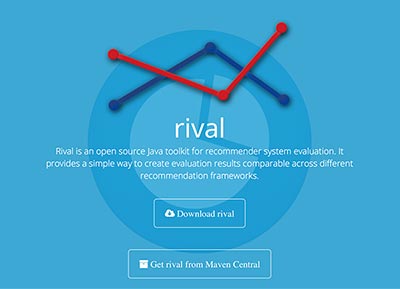 rival
Rival is an open source Java toolkit for recommender system evaluation. It
provides a simple way to create evaluation results comparable across different
recommendation frameworks.
Download rival
Get rival from Maven Central